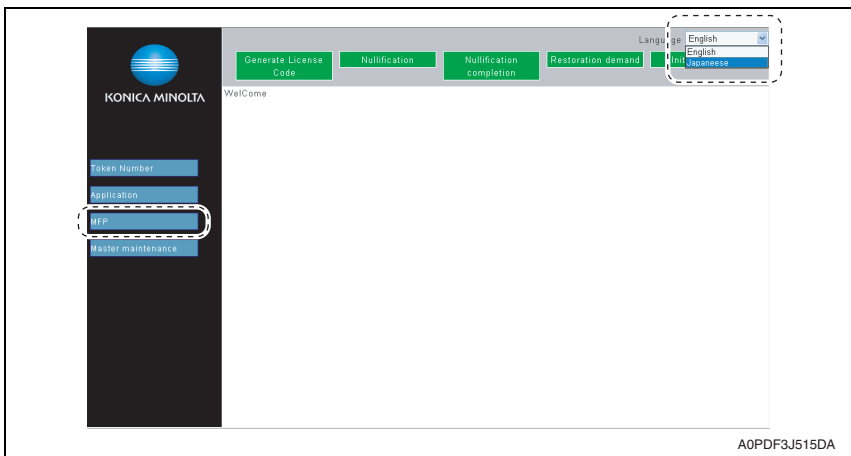 Language English
English
Japaneese
Generate License
Code
Nullification
Nullification
completion
Restoration demand
Init
KONICA MINOLTA
WelCome
Token Number
Application
MFP
Master maintenance
A0PDF3J515DA